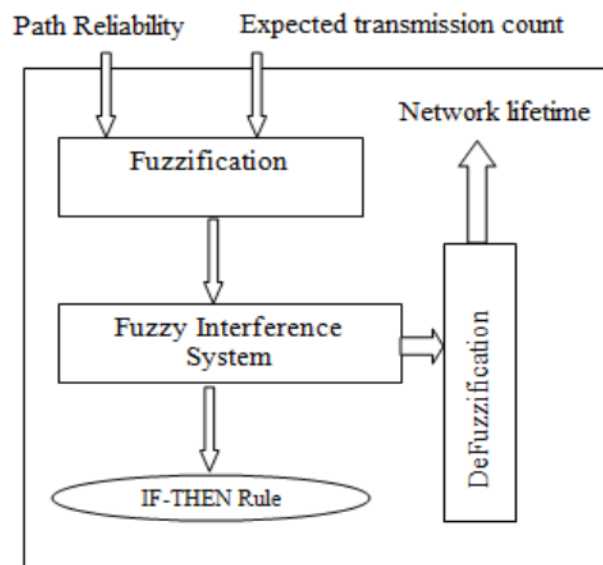 Path Reliability
Expected transmission count
Network lifetime
Fuzzification
Fuzzy Interference
System
DeFuzzification
IF-THEN Rule